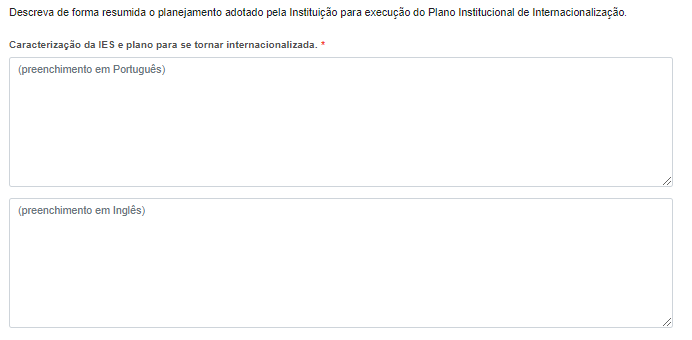 Descreva de forma resumida o planejamento adotado pela Instituição para execução do Plano Institucional de Internacionalização.
Caracterização da IES e plano para se tornar internacionalizada. *
(preenchimento em Português)
(preenchimento em Inglês)